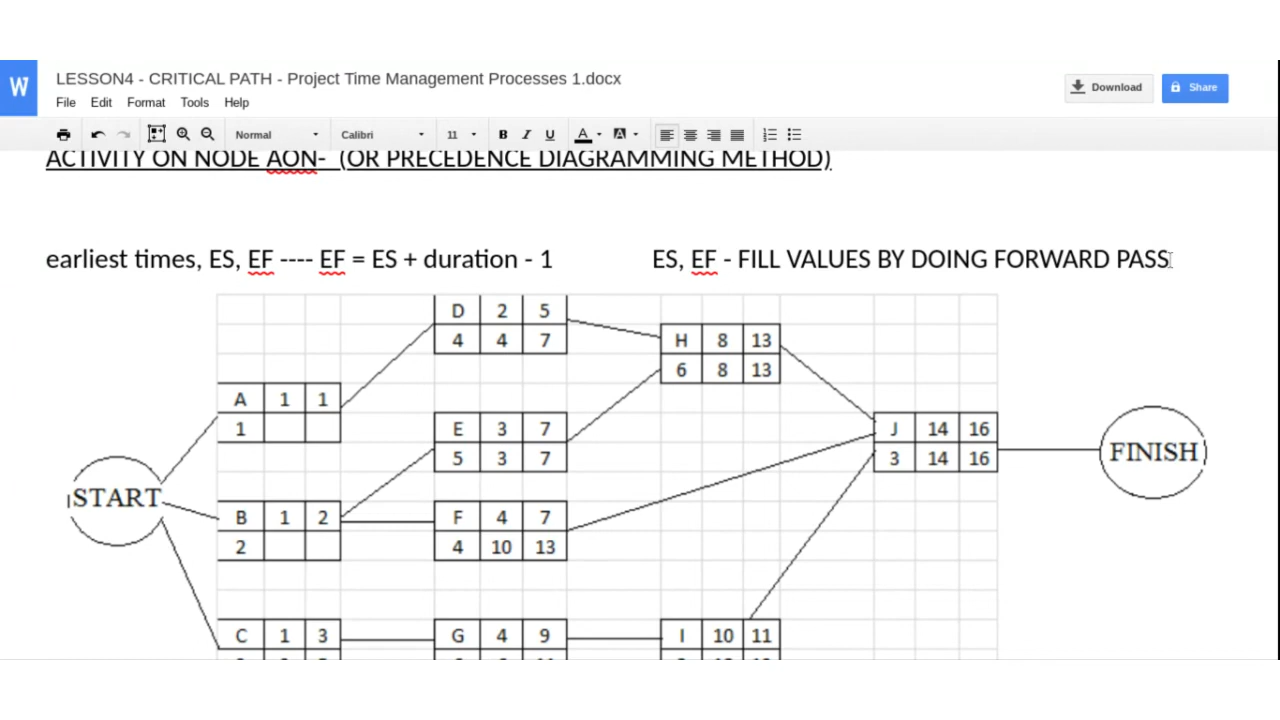 W
LESSON4 - CRITICAL PATH - Project Time Management Processes 1.docx
Download
Share
File Edit Format Tools Help
Normal Calibri 11 B I U A A
ACTIVITY ON NODE AON- (OR PRECEDENCE DIAGRAMMING METHOD)
earliest times, ES, EF ---- EF = ES + duration - 1 ES, EF - FILL VALUES BY DOING FORWARD PASS
D 2 5
4 4 7
H 8 13
6 8 13
A 1 1
1
E 3 7
5 3 7
J 14 16
3 14 16
FINISH
START
B 1 2
2
F 4 7
4 10 13
C 1 3
G 4 9
I 10 11